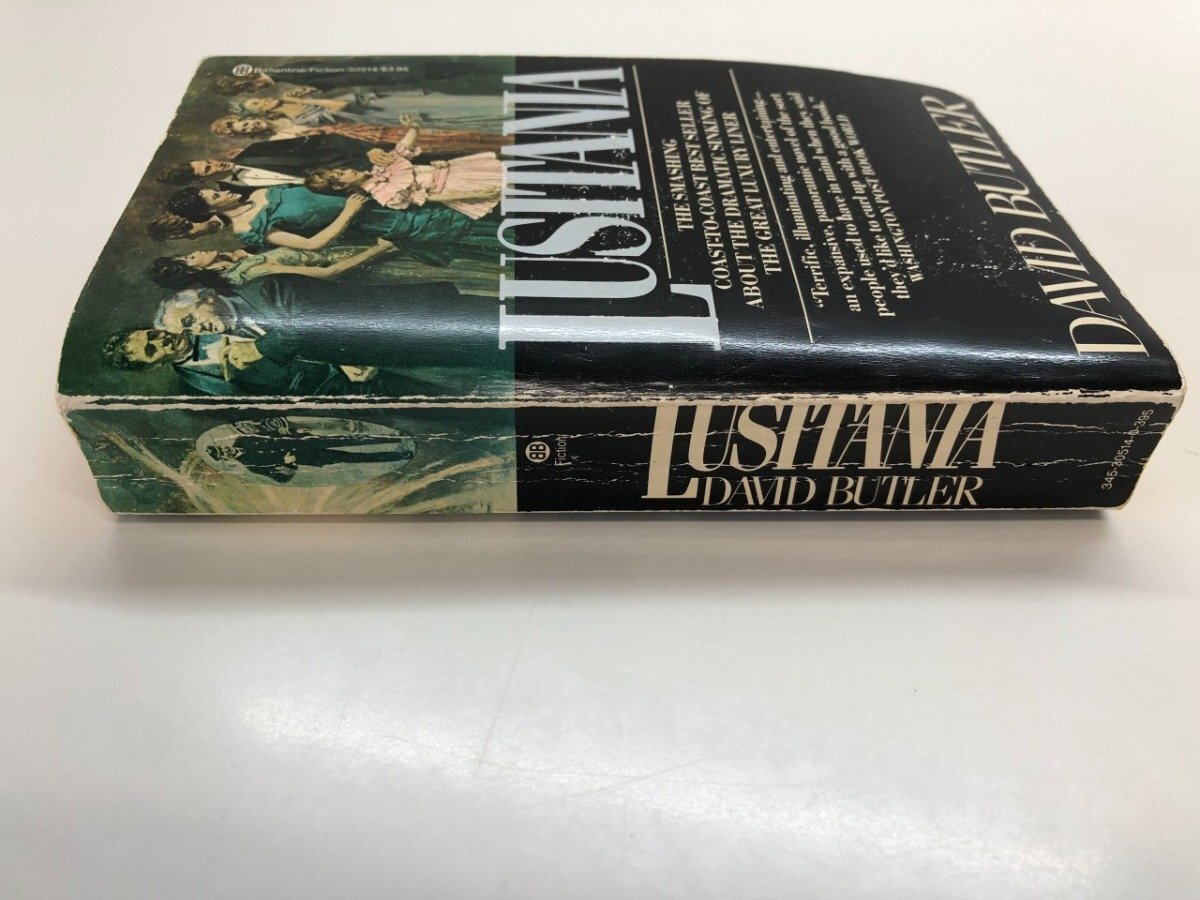 Ballantine/Fiction/30514/$3.95
LUSITANIA
THE SMASHING
COAST-TO-COAST BEST SELLER
ABOUT THE DRAMATIC SINKING OF
THE GREAT LUXURY LINER
"Terrific, illuminating and energizing...
an expansive, panoramic novel of the sort
people used to have in mind when they said
they'd like to curl up with a good book."
WASHINGTON POST BOOK WORLD
DAVID BUTLER
BB
Fiction
LUSITANIA
DAVID BUTLER
345-30514-6-395